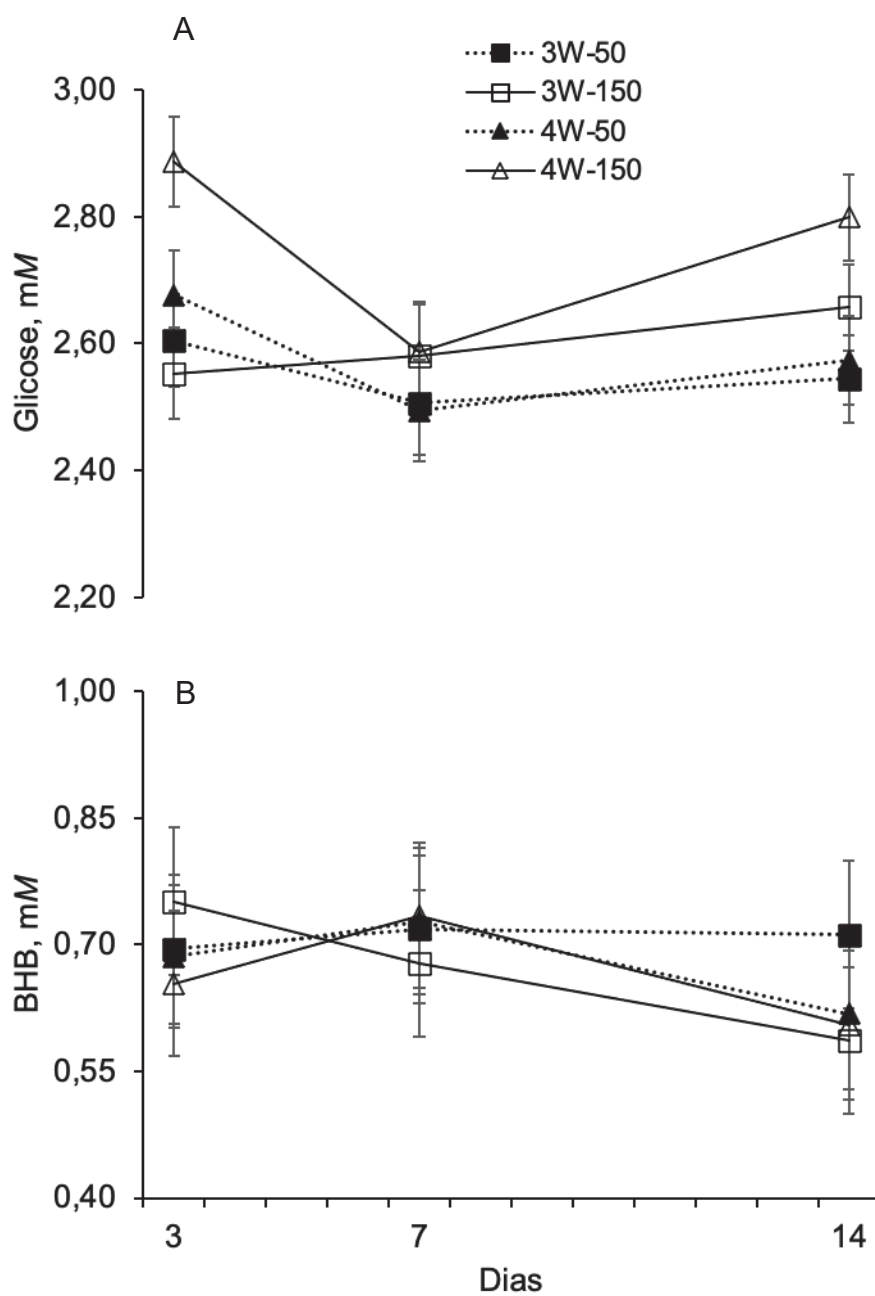 A
3W-50
3W-150
4W-50
4W-150
3,00
2,80
2,60
2,40
2,20
Glicose, mM
B
1,00
0,85
0,70
0,55
0,40
BHB, mM
3 7 14
Dias